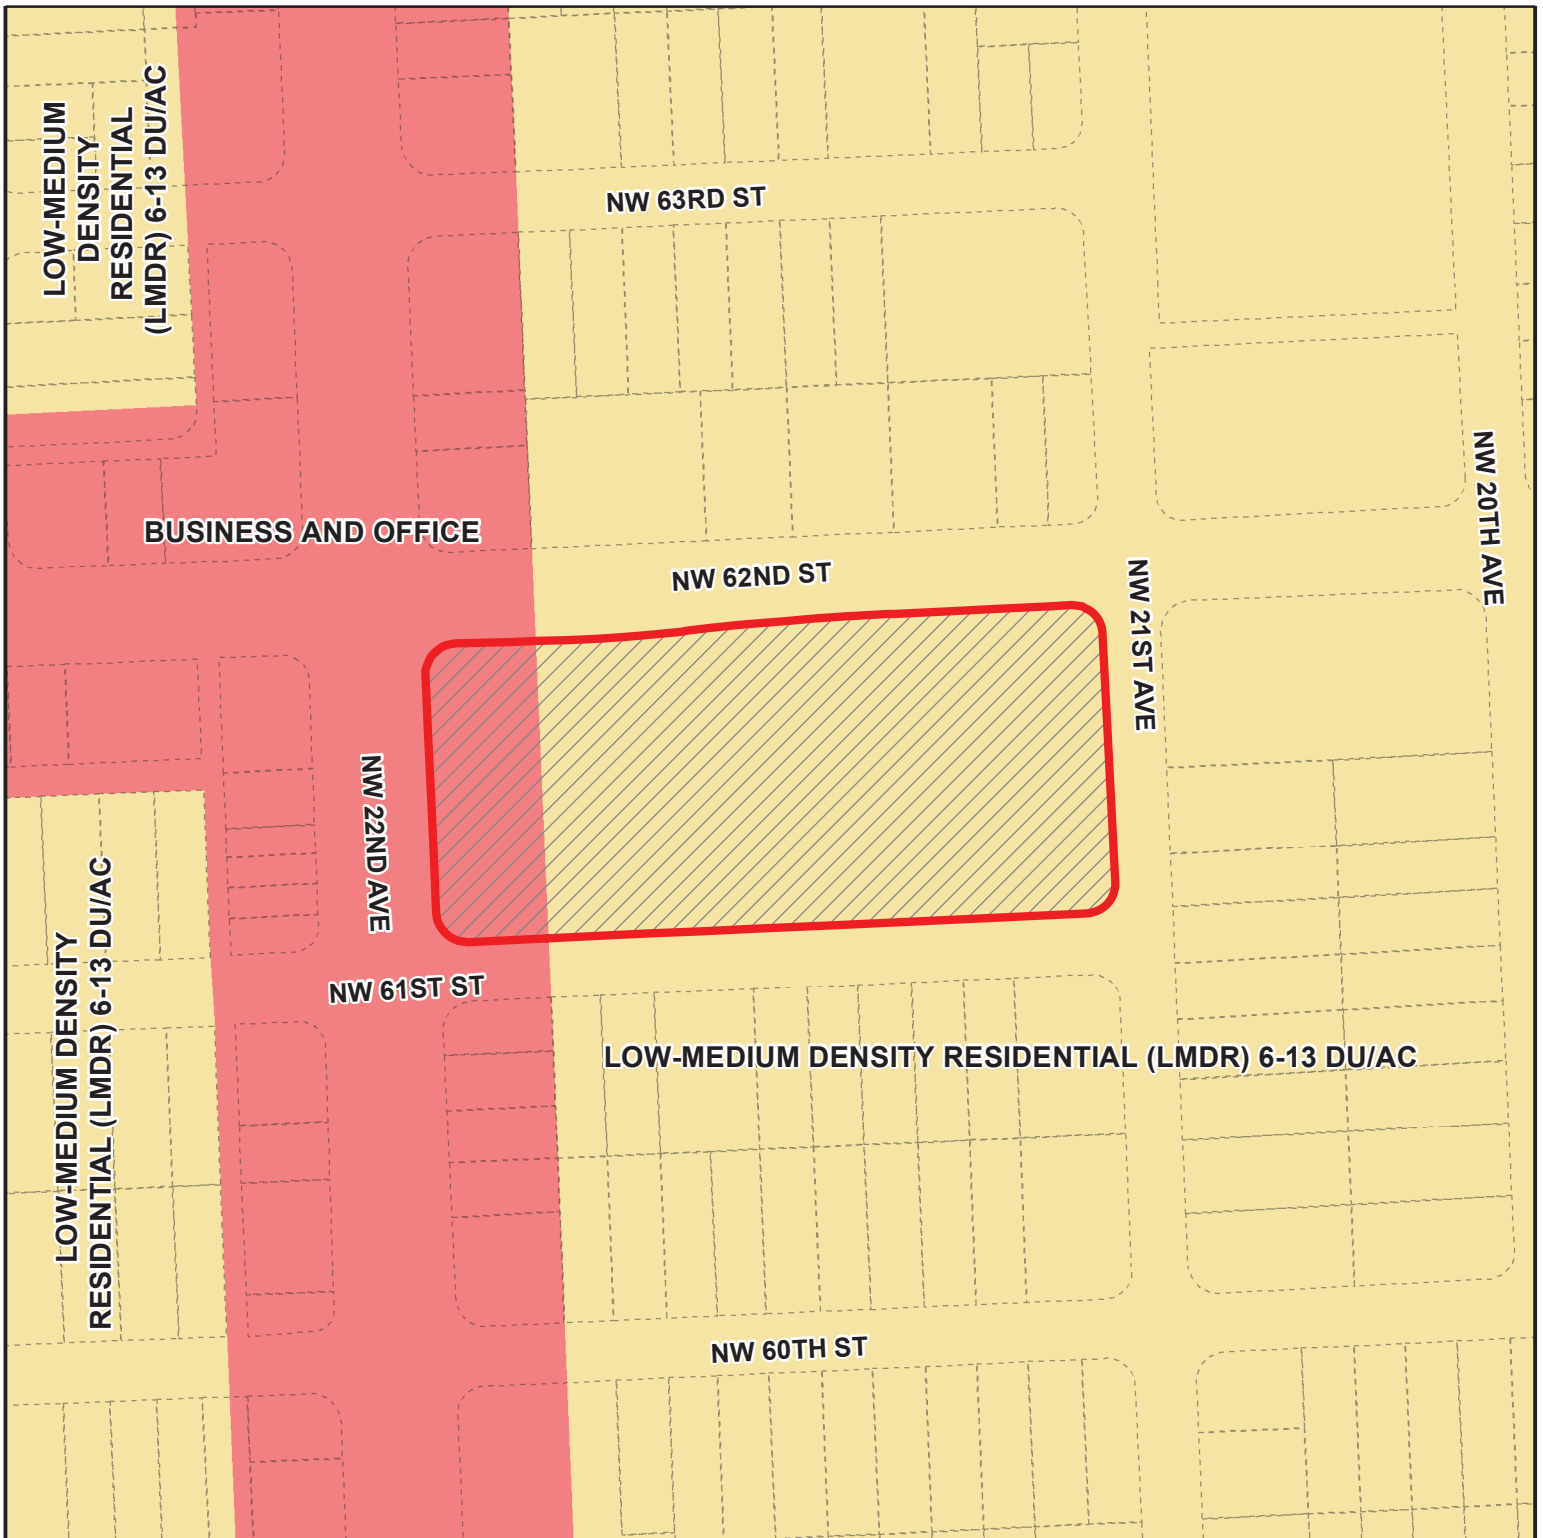 LOW-MEDIUM
DENSITY
RESIDENTIAL
(LMDR) 6-13 DU/AC
NW 63RD ST
BUSINESS AND OFFICE
NW 62ND ST
NW 20TH AVE
NW 21ST AVE
NW 22ND AVE
NW 61ST ST
LOW-MEDIUM DENSITY
RESIDENTIAL (LMDR) 6-13 DU/AC
LOW-MEDIUM DENSITY RESIDENTIAL (LMDR) 6-13 DU/AC
NW 60TH ST